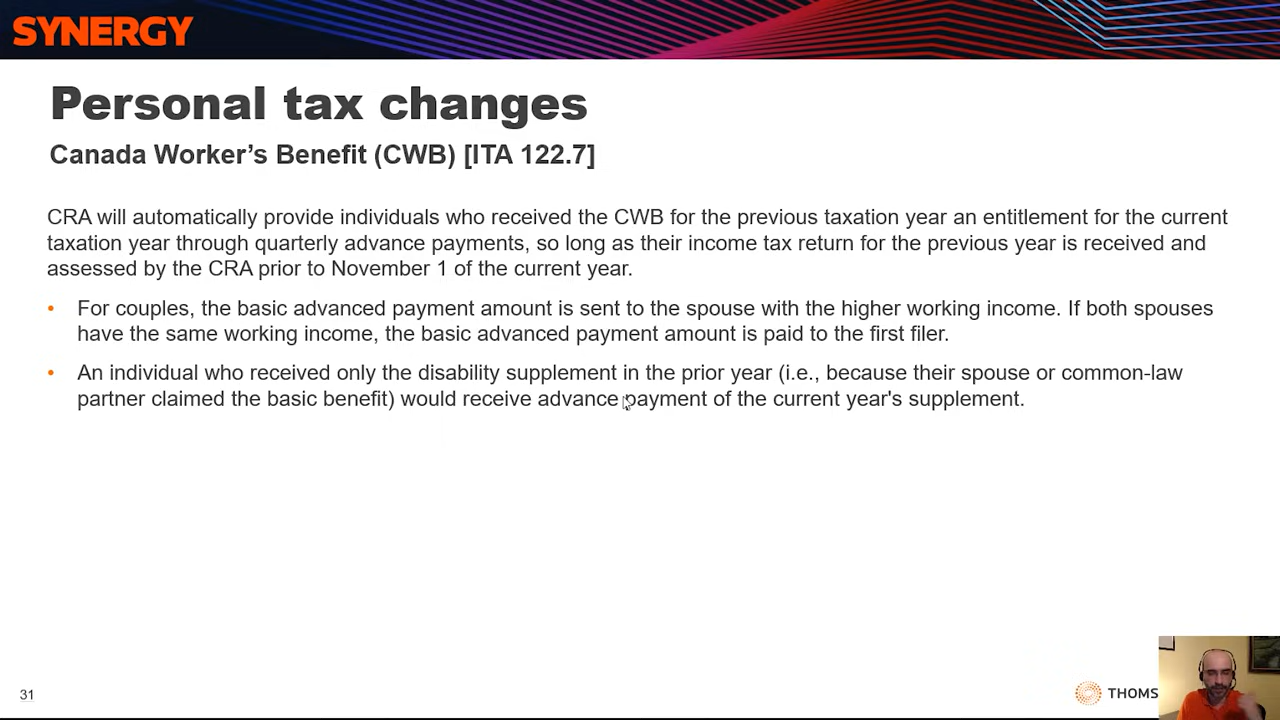 SYNERGY
Personal tax changes
Canada Worker’s Benefit (CWB) [ITA 122.7]
CRA will automatically provide individuals who received the CWB for the previous taxation year an entitlement for the current
taxation year through quarterly advance payments, so long as their income tax return for the previous year is received and
assessed by the CRA prior to November 1 of the current year.
• For couples, the basic advanced payment amount is sent to the spouse with the higher working income. If both spouses
have the same working income, the basic advanced payment amount is paid to the first filer.
• An individual who received only the disability supplement in the prior year (i.e., because their spouse or common-law
partner claimed the basic benefit) would receive advance payment of the current year's supplement.
31
THOMS